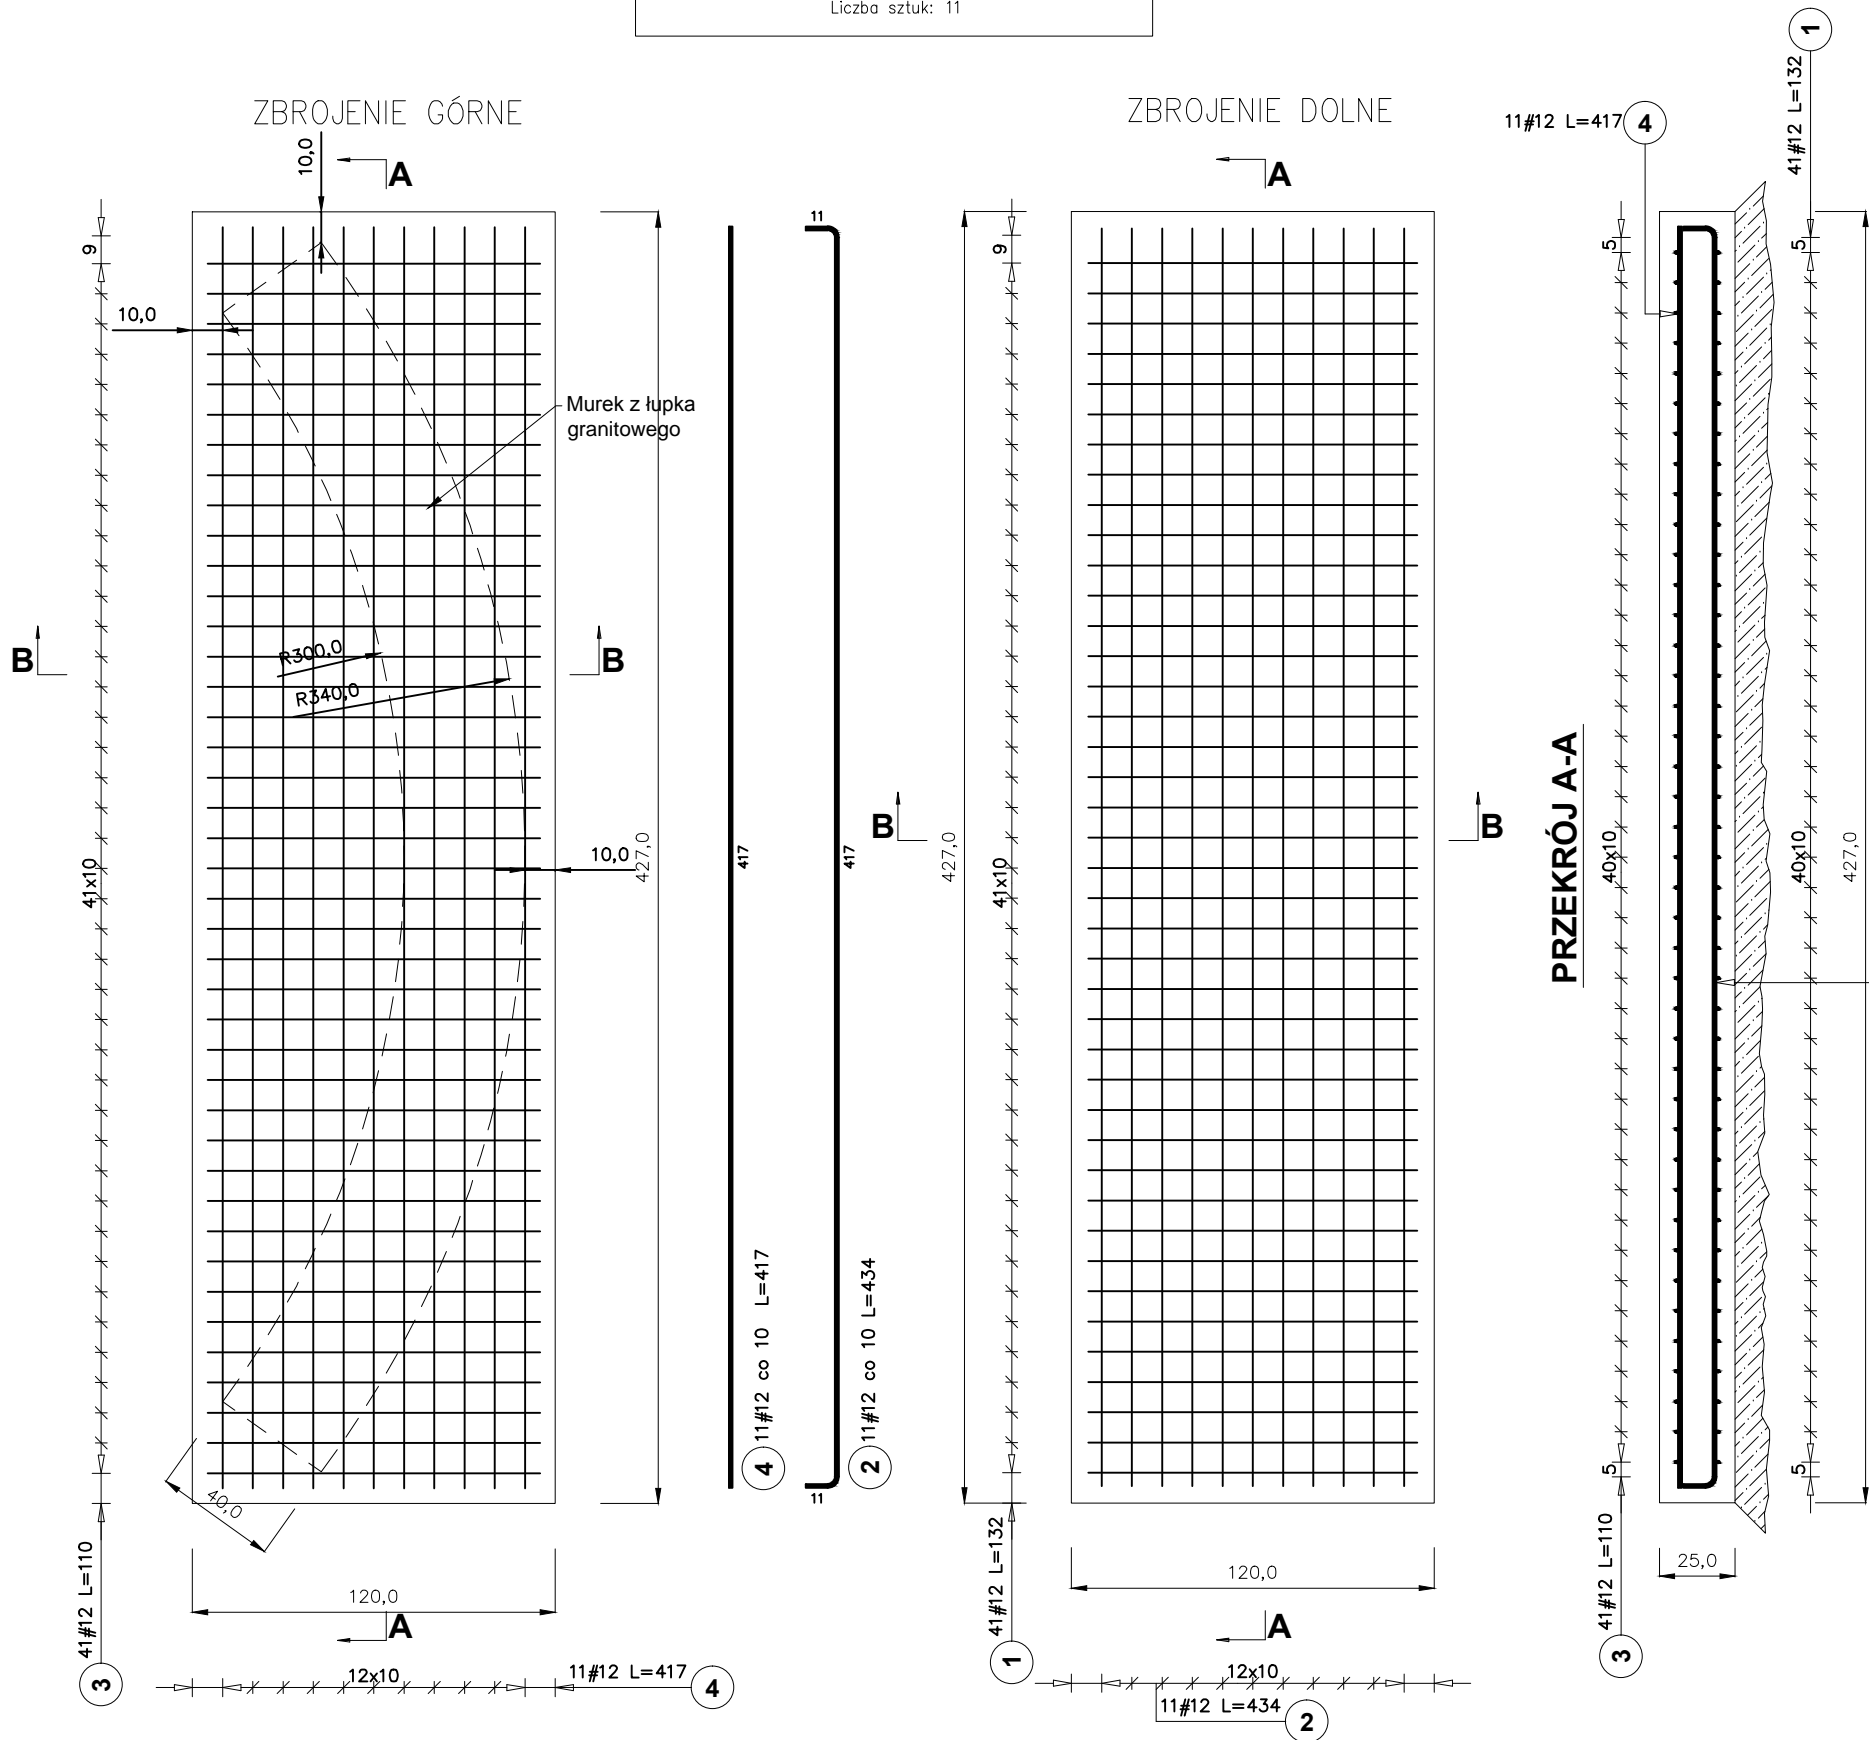 Liczba sztuk: 11
ZBROJENIE GÓRNE
10,0
A
9
10,0
Murek z łupka
granitowego
B
B
R300,0
R340,0
41x10
10,0
427,0
40,0
120,0
A
41#12 L=110
3
12x10
11#12 L=417
4
417
4
11#12 co 10 L=417
11
417
11
2
11#12 co 10 L=434
ZBROJENIE DOLNE
A
9
427,0
41x10
B
B
120,0
A
41#12 L=132
1
12x10
11#12 L=434
2
PRZEKRÓJ A-A
11#12 L=417
4
41#12 L=132
1
5
5
40x10
40x10
427,0
5
5
41#12 L=110
3
25,0